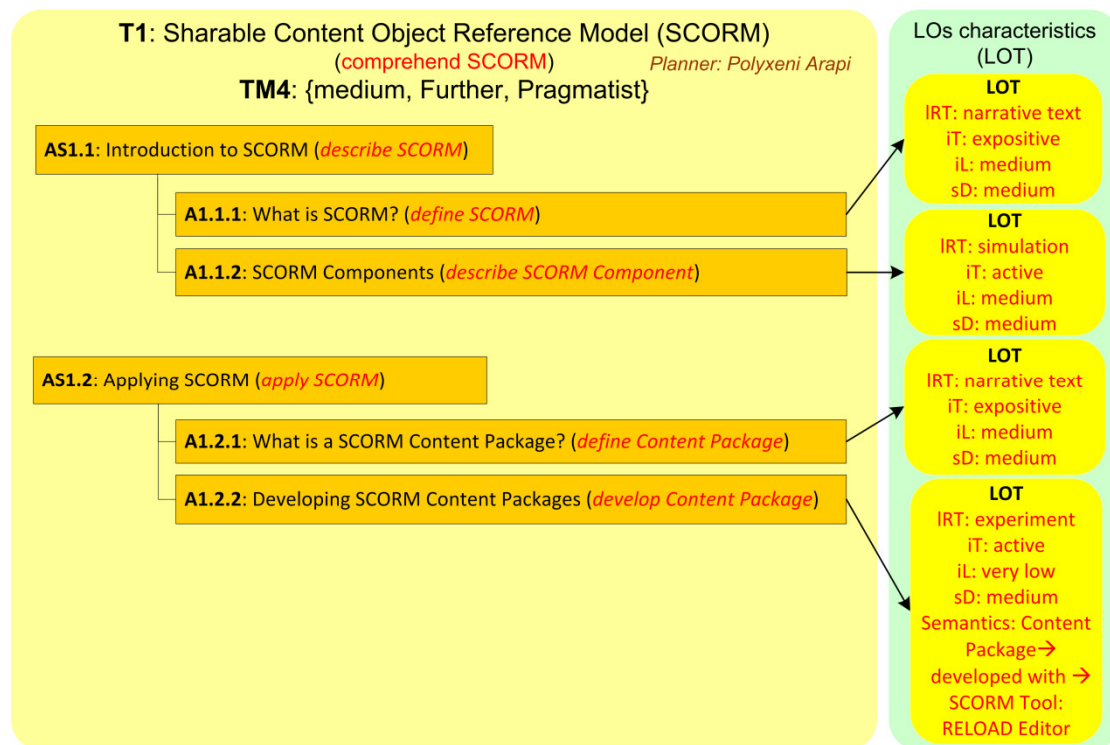 T1: Sharable Content Object Reference Model (SCORM)
(comprehend SCORM)
Planner: Polyxeni Arapi
TM4: {medium, Further, Pragmatist}
AS1.1: Introduction to SCORM (describe SCORM)
A1.1.1: What is SCORM? (define SCORM)
A1.1.2: SCORM Components (describe SCORM Component)
AS1.2: Applying SCORM (apply SCORM)
A1.2.1: What is a SCORM Content Package? (define Content Package)
A1.2.2: Developing SCORM Content Packages (develop Content Package)
LOs characteristics
(LOT)
LOT
lRT: narrative text
iT: expositive
iL: medium
sD: medium
LOT
lRT: simulation
iT: active
iL: medium
sD: medium
LOT
lRT: narrative text
iT: expositive
iL: medium
sD: medium
LOT
lRT: experiment
iT: active
iL: very low
sD: medium
Semantics: Content
Package→
developed with →
SCORM Tool:
RELOAD Editor